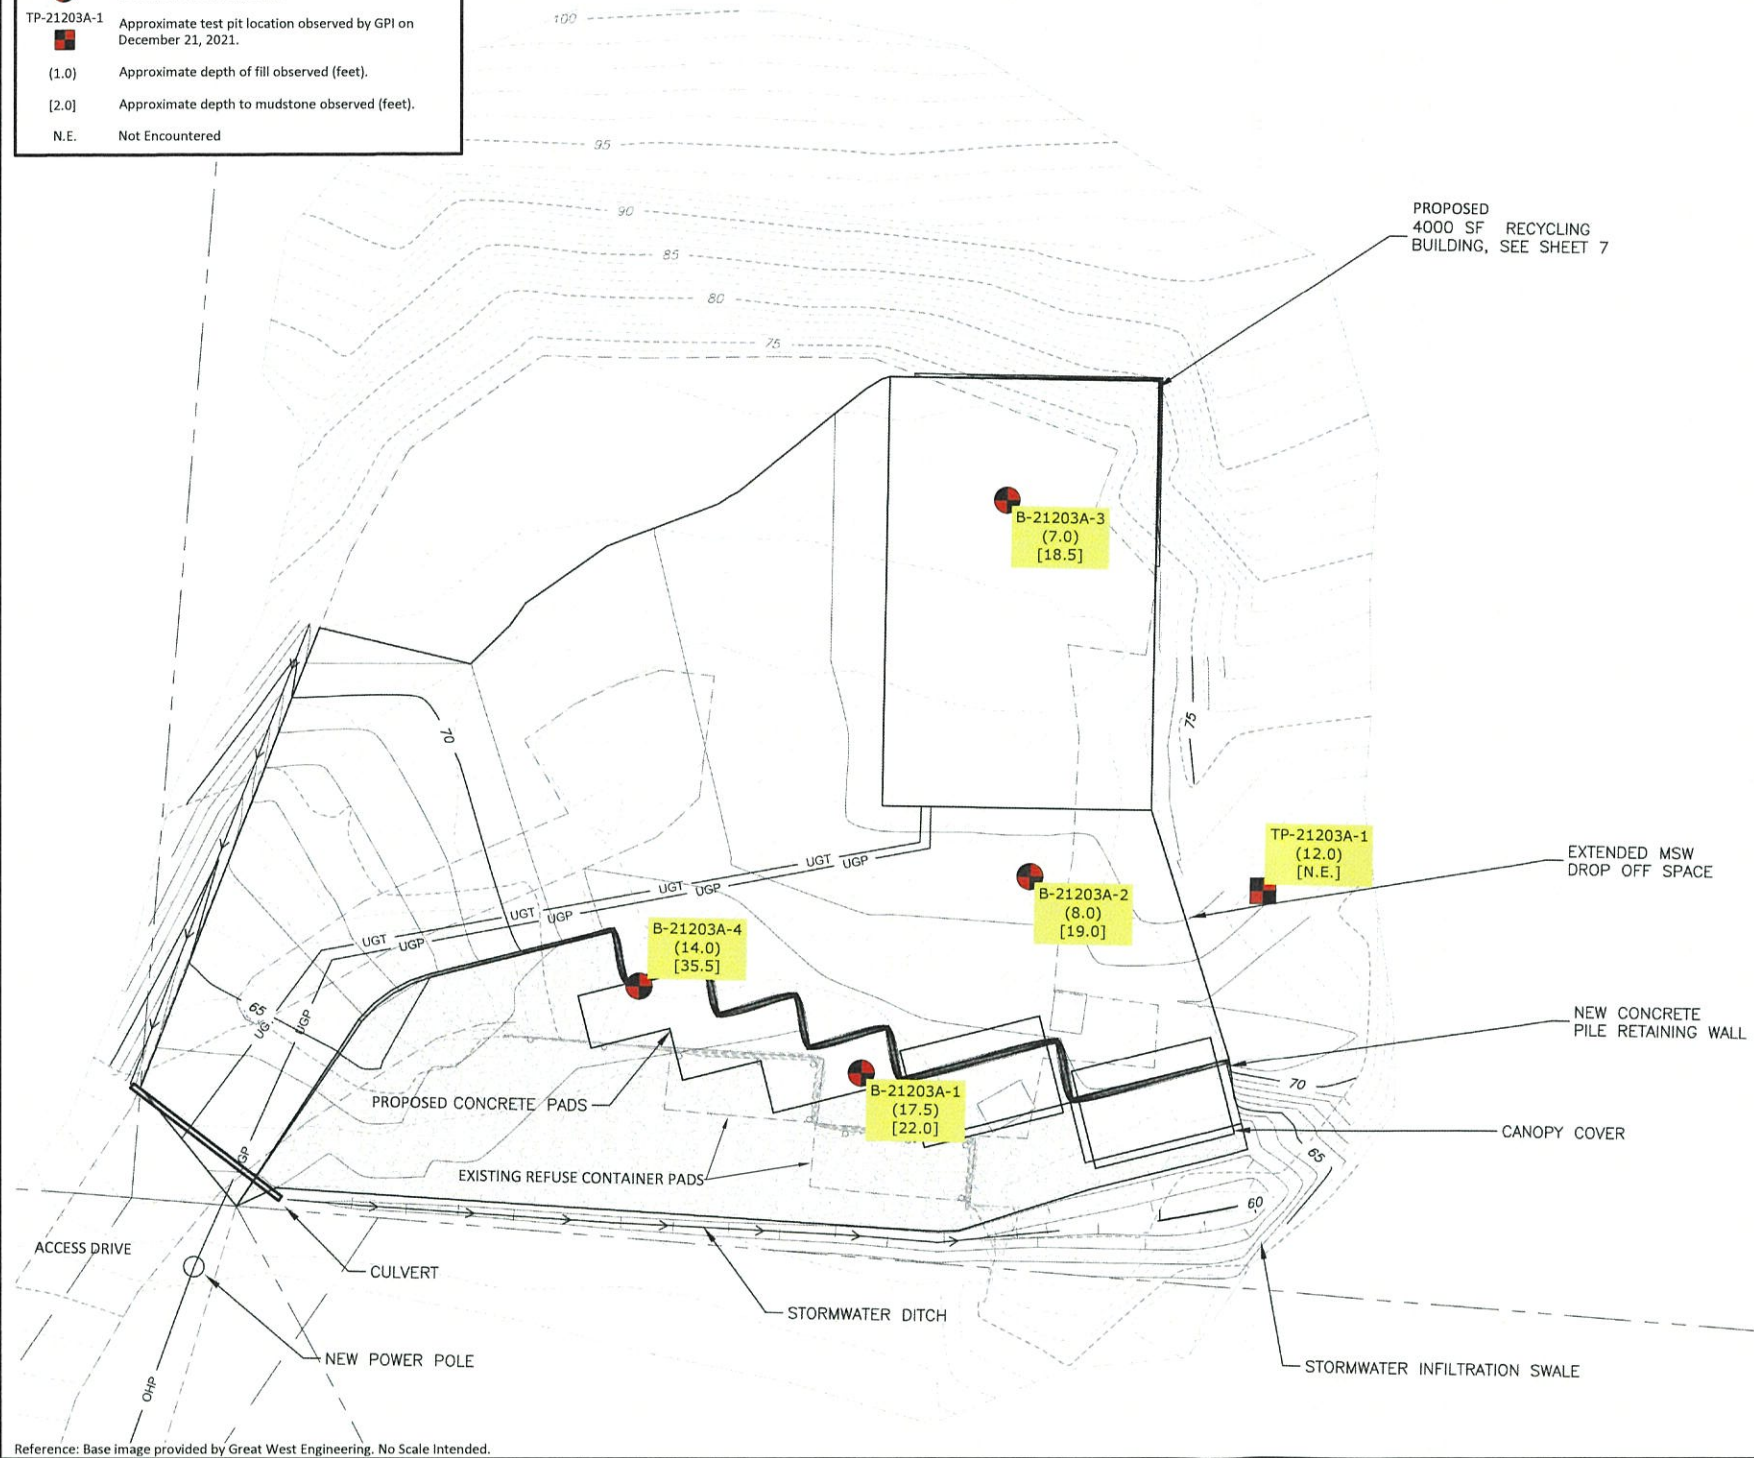 TP-21203A-1
Approximate test pit location observed by GPI on
December 21, 2021.
(1.0) Approximate depth of fill observed (feet).
[2.0] Approximate depth to mudstone observed (feet).
N.E. Not Encountered
100
95
90
85
80
75
PROPOSED
4000 SF RECYCLING
BUILDING, SEE SHEET 7
B-21203A-3
(7.0)
[18.5]
75
70
TP-21203A-1
(12.0)
[N.E.]
EXTENDED MSW
DROP OFF SPACE
UGT UGP
UGT UGP
UGT UGP
UGT UGP
B-21203A-2
(8.0)
[19.0]
B-21203A-4
(14.0)
[35.5]
65
UGP
NEW CONCRETE
PILE RETAINING WALL
70
B-21203A-1
(17.5)
[22.0]
PROPOSED CONCRETE PADS
CANOPY COVER
65
EXISTING REFUSE CONTAINER PADS
60
ACCESS DRIVE
CULVERT
STORMWATER DITCH
NEW POWER POLE
STORMWATER INFILTRATION SWALE
OHP
Reference: Base image provided by Great West Engineering. No Scale Intended.